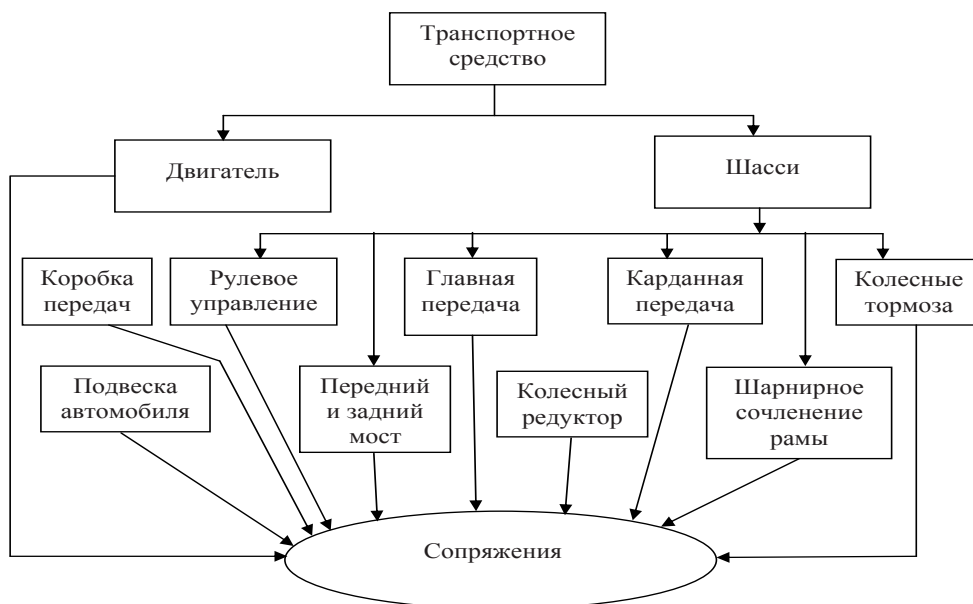 Транспортное
средство
Двигатель
Шасси
Коробка
передач
Рулевое
управление
Главная
передача
Карданная
передача
Колесные
тормоза
Подвеска
автомобиля
Передний
и задний
мост
Колесный
редуктор
Шарнирное
сочленение
рамы
Сопряжения